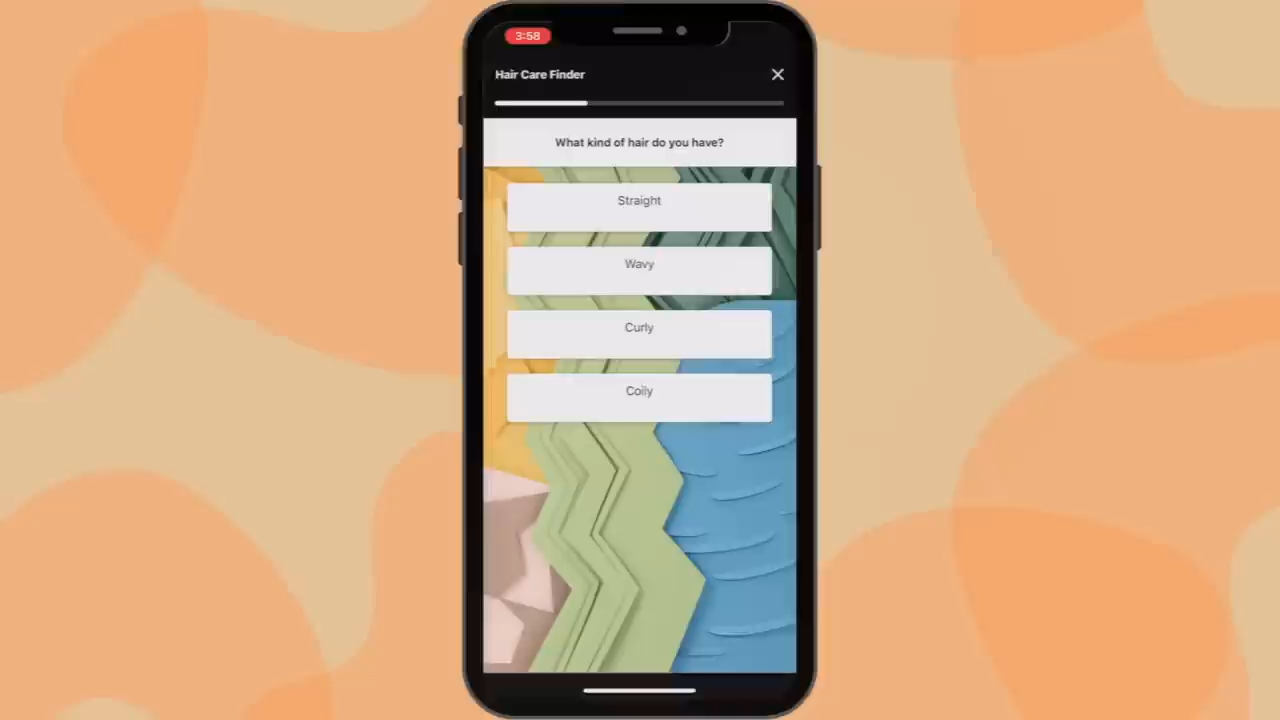 3:58
Hair Care Finder
What kind of hair do you have?
Straight
Wavy
Curly
Coily